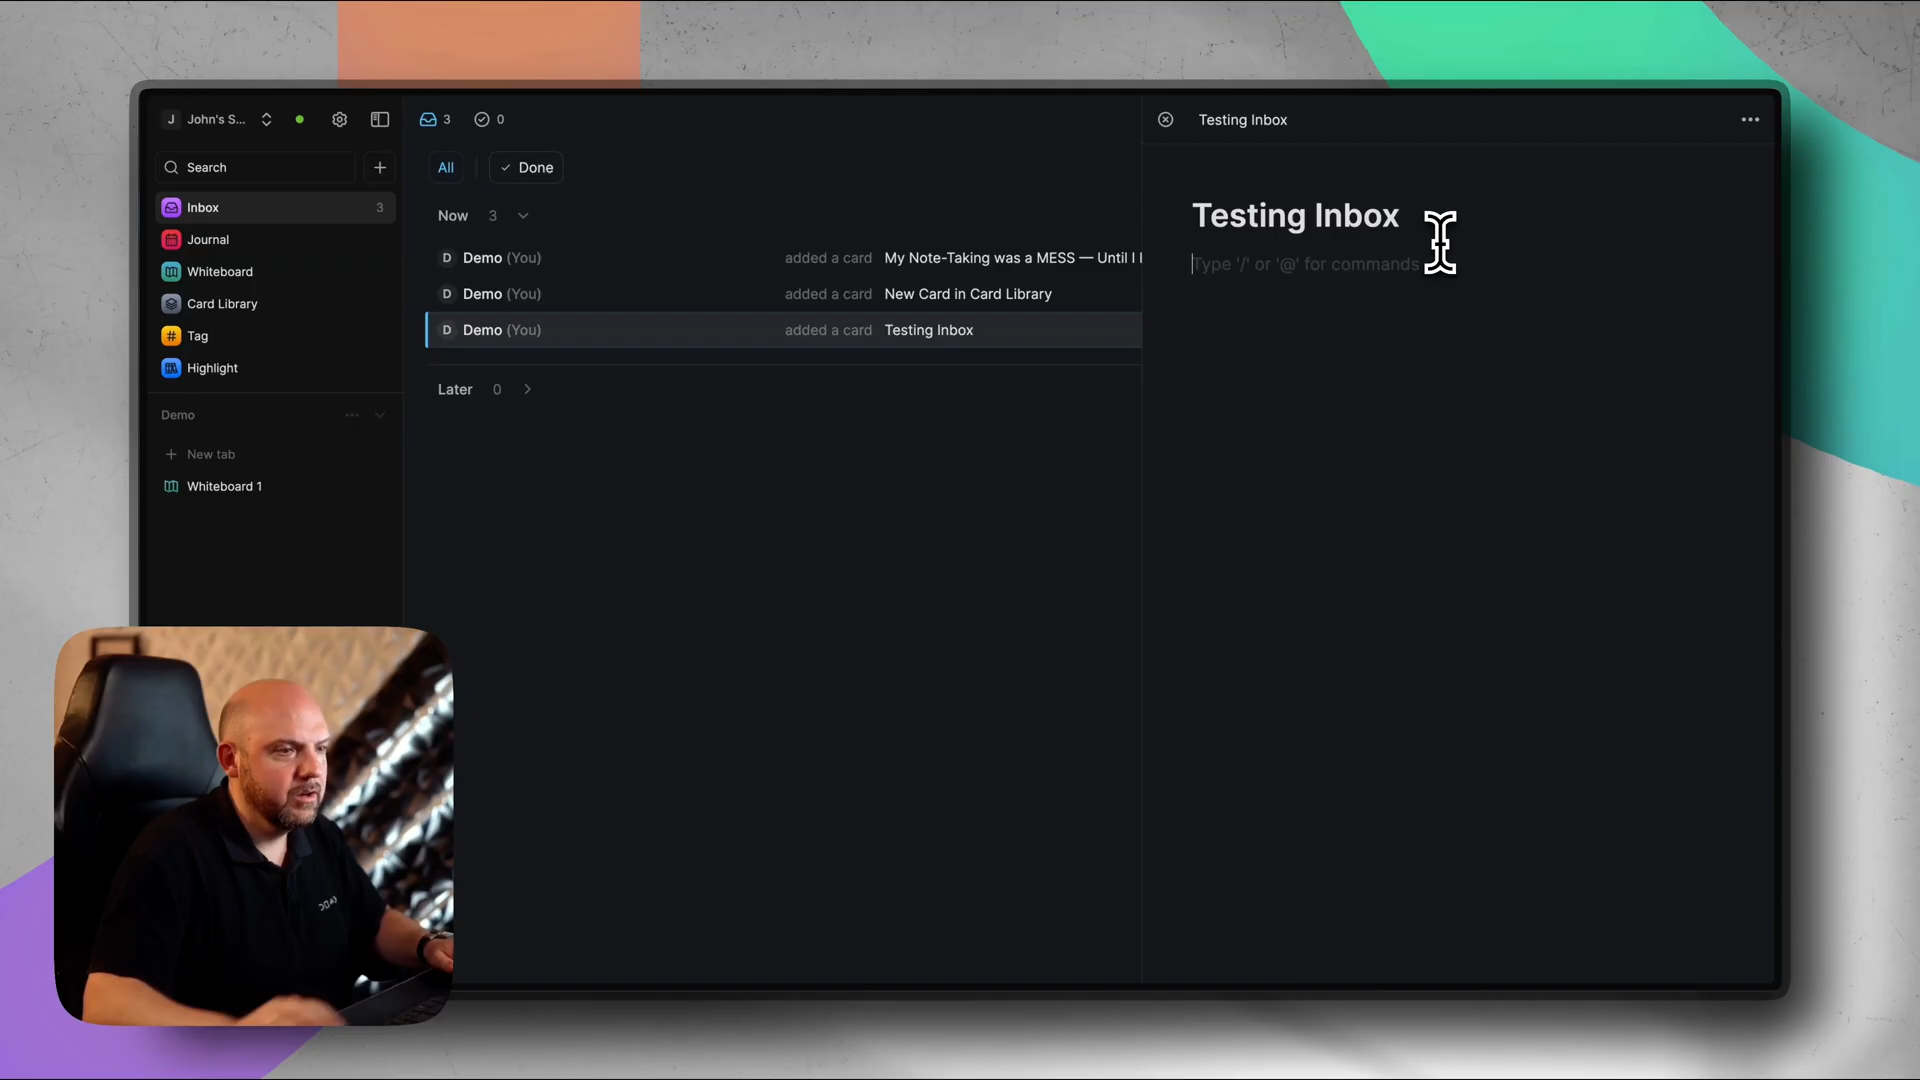 J John's S...
Search
Inbox 3
Journal
Whiteboard
Card Library
Tag
Highlight
Demo
New tab
Whiteboard 1
3 0
All Done
Now 3
D Demo (You) added a card My Note-Taking was a MESS — Until I
D Demo (You) added a card New Card in Card Library
D Demo (You) added a card Testing Inbox
Later 0
Testing Inbox
Testing Inbox
Type '/' or '@' for commands